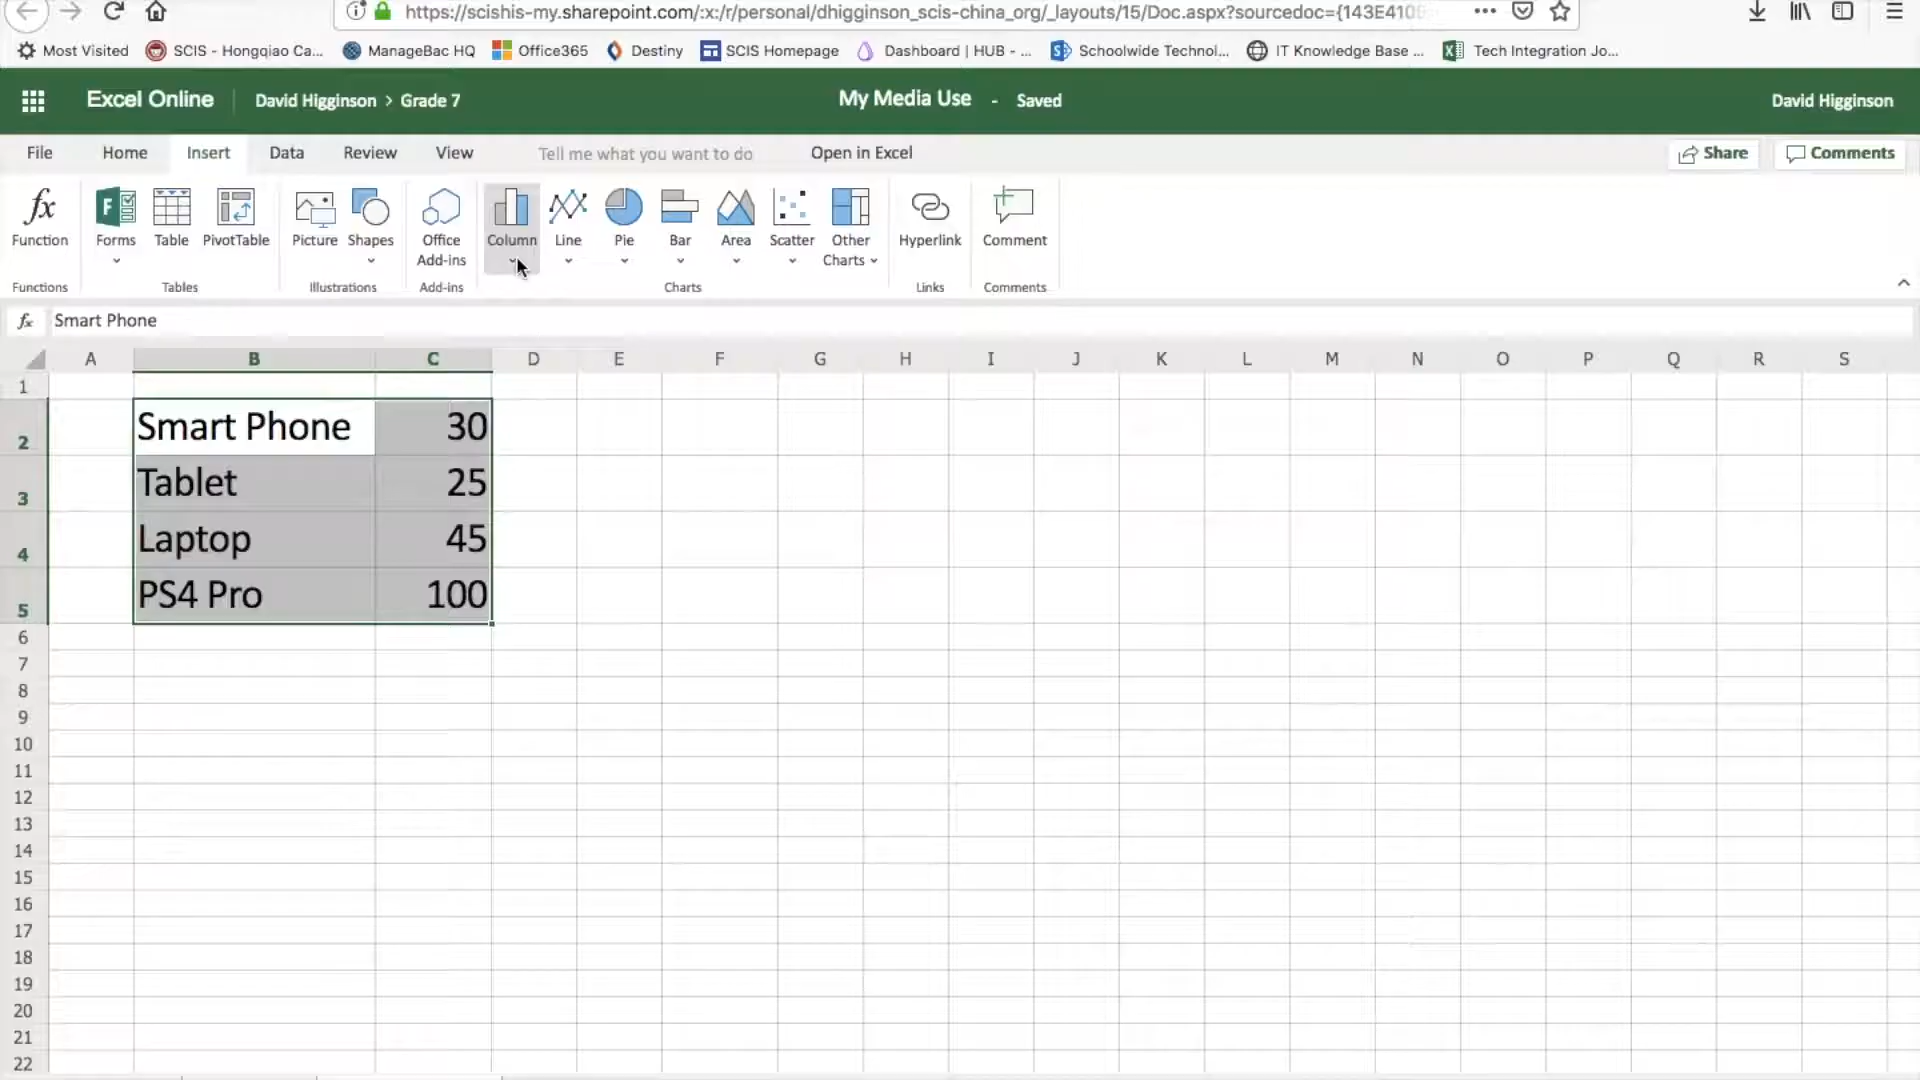 https://scishis-my.sharepoint.com/:x:/r/personal/dhigginson_scis-china_org/_layouts/15/Doc.aspx?sourcedoc={143E410
Most Visited SCIS - Hongqiao Ca... ManageBac HQ Office365 Destiny SCIS Homepage Dashboard | HUB - ... Schoolwide Technol... IT Knowledge Base ... Tech Integration Jo...
Excel Online David Higginson > Grade 7 My Media Use - Saved David Higginson
File Home Insert Data Review View Tell me what you want to do Open in Excel Share Comments
fx F
Function Forms Table PivotTable Picture Shapes Office Add-ins Column Line Pie Bar Area Scatter Other Charts Hyperlink Comment
Functions Tables Illustrations Add-ins Charts Links Comments
fx Smart Phone
A B C D E F G H I J K L M N O P Q R S
1
2 Smart Phone 30
3 Tablet 25
4 Laptop 45
5 PS4 Pro 100
6
7
8
9
10
11
12
13
14
15
16
17
18
19
20
21
22